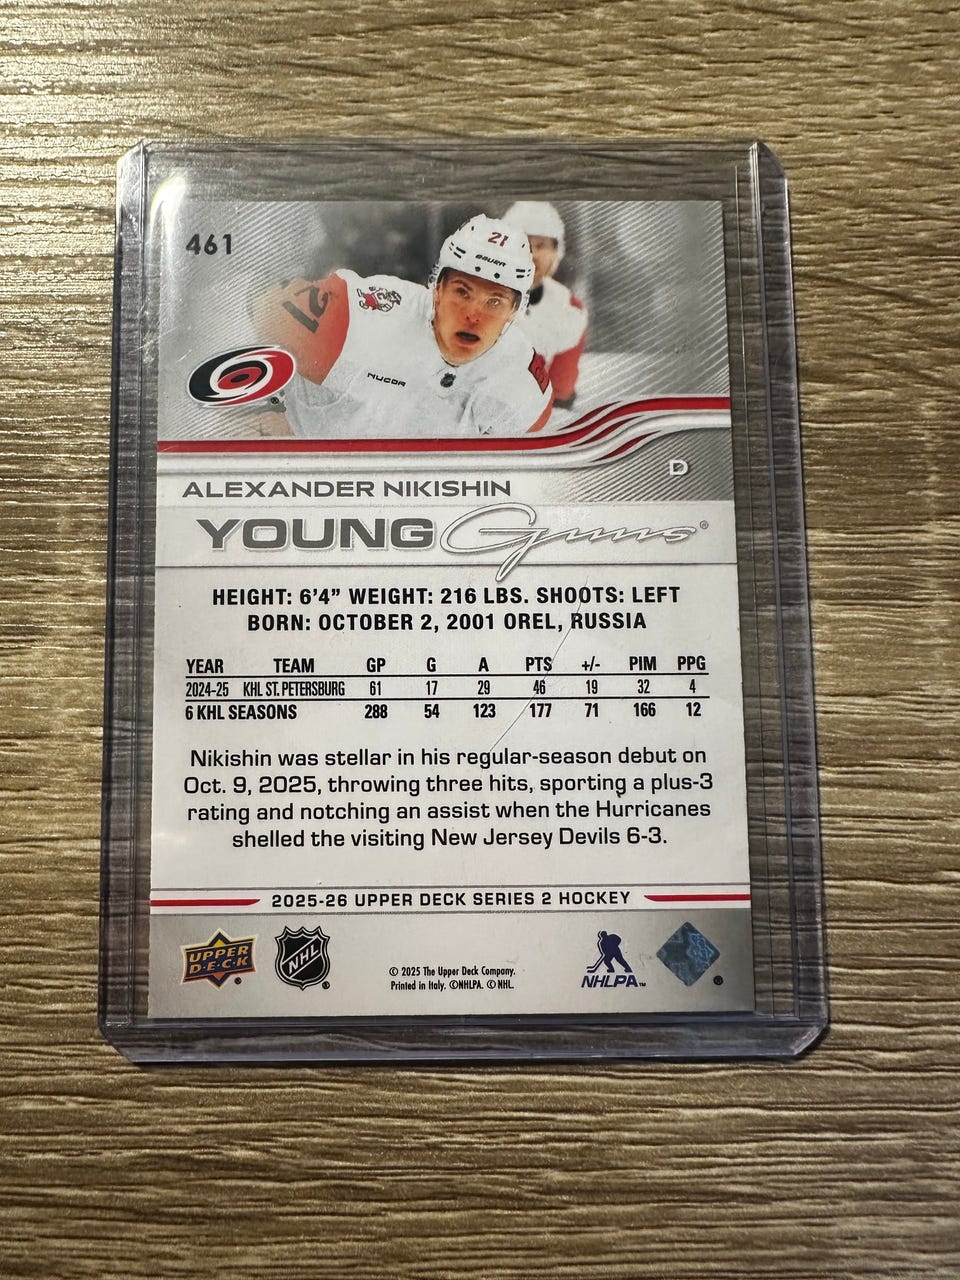 461
21
BAUER
21
NUCOR
D
ALEXANDER NIKISHIN
YOUNG Guns®
HEIGHT: 6'4" WEIGHT: 216 LBS. SHOOTS: LEFT
BORN: OCTOBER 2, 2001 OREL, RUSSIA
YEAR TEAM GP G A PTS +/- PIM PPG
2024-25 KHL ST. PETERSBURG 61 17 29 46 19 32 4
6 KHL SEASONS 288 54 123 177 71 166 12
Nikishin was stellar in his regular-season debut on
Oct. 9, 2025, throwing three hits, sporting a plus-3
rating and notching an assist when the Hurricanes
shelled the visiting New Jersey Devils 6-3.
2025-26 UPPER DECK SERIES 2 HOCKEY
UPPER
D·E·C·K®
NHL®
© 2025 The Upper Deck Company.
Printed in Italy. ©NHLPA. © NHL.
NHLPA™
®